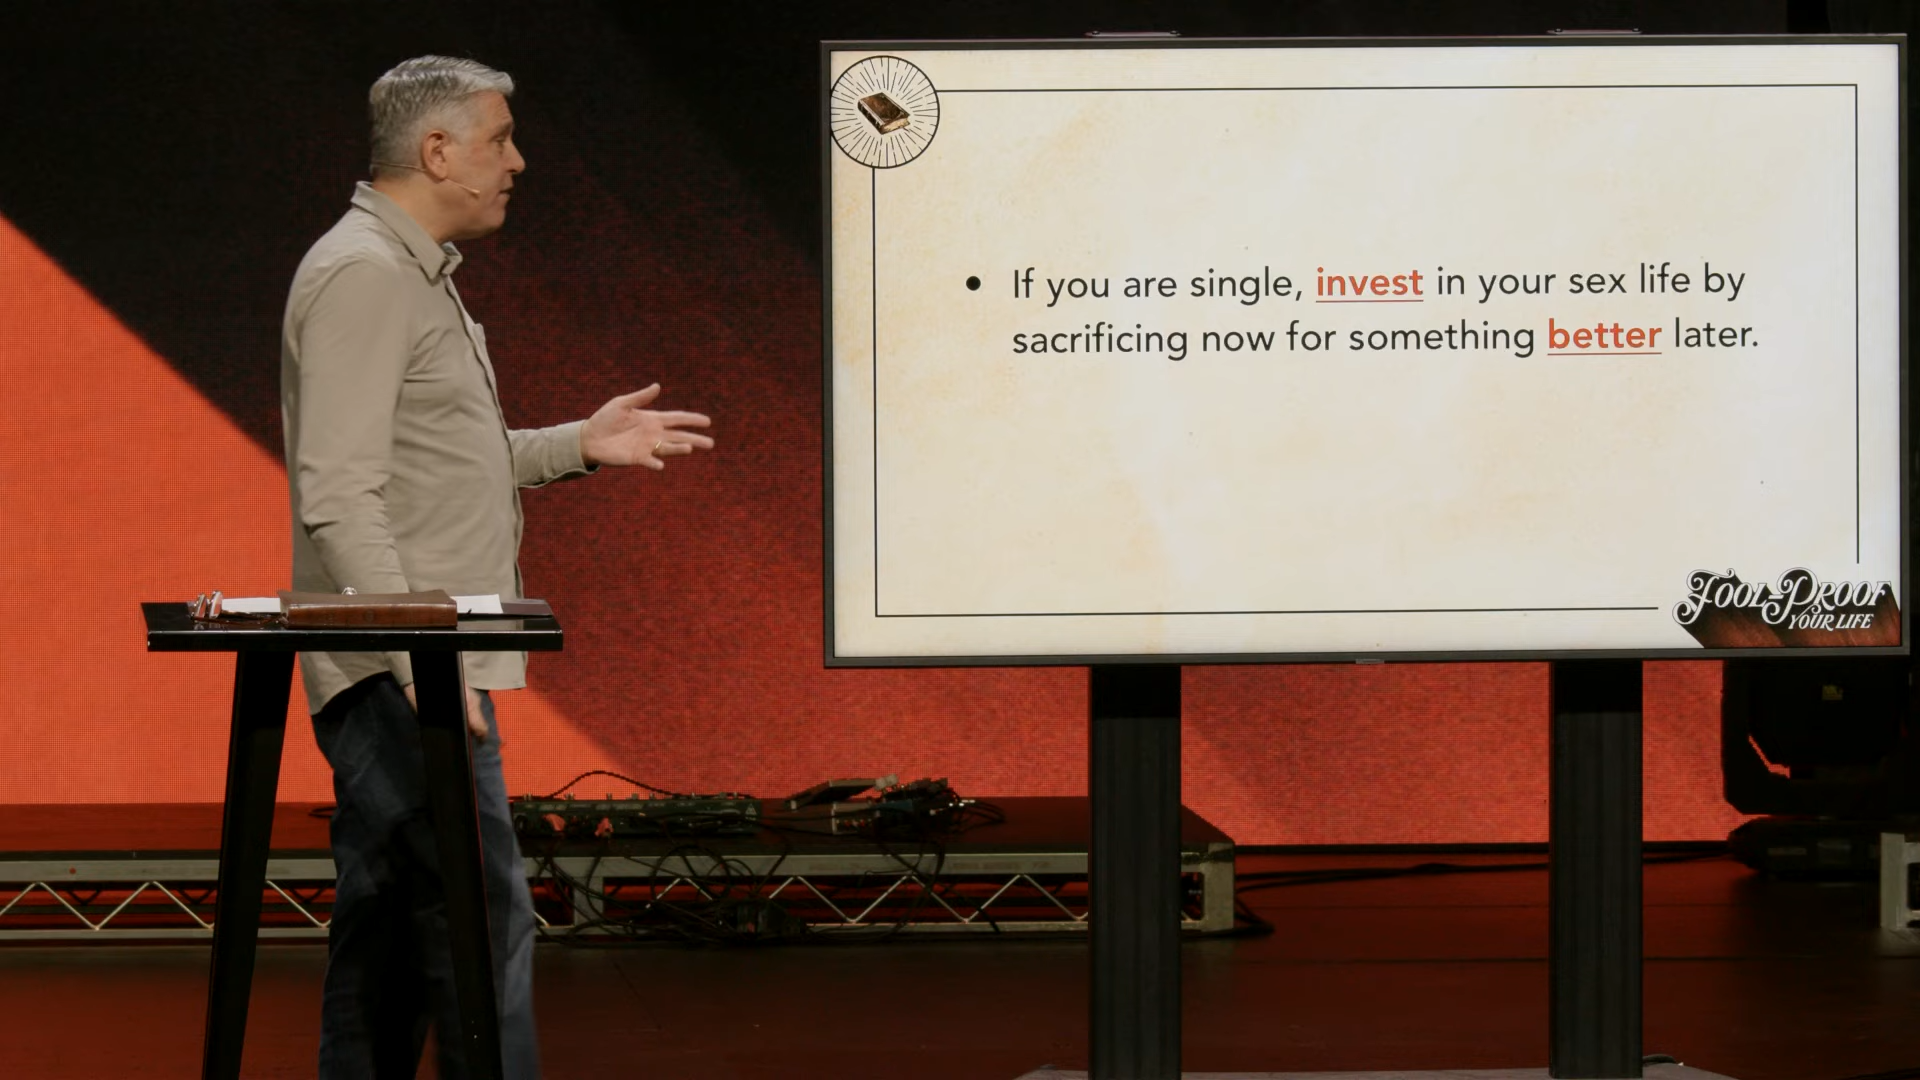 • If you are single, invest in your sex life by
sacrificing now for something better later.
FOOL-PROOF
YOUR LIFE